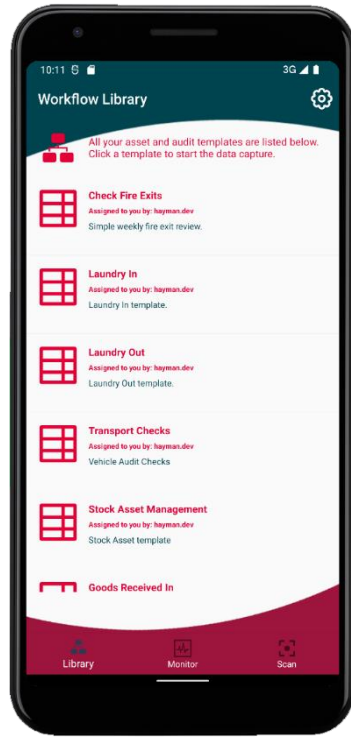 10:11
3G
Workflow Library
All your asset and audit templates are listed below.
Click a template to start the data capture.
Check Fire Exits
Assigned to you by: hayman.dev
Simple weekly fire exit review.
Laundry In
Assigned to you by: hayman.dev
Laundry In template.
Laundry Out
Assigned to you by: hayman.dev
Laundry Out template.
Transport Checks
Assigned to you by: hayman.dev
Vehicle Audit Checks
Stock Asset Management
Assigned to you by: hayman.dev
Stock Asset template
Goods Received In
Library
Monitor
Scan